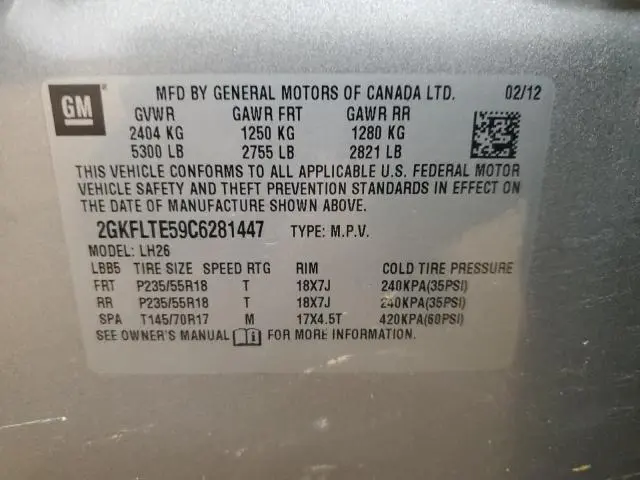 GM
MFD BY GENERAL MOTORS OF CANADA LTD. 02/12
GVWR GAWR FRT GAWR RR
2404 KG 1250 KG 1280 KG
5300 LB 2755 LB 2821 LB
THIS VEHICLE CONFORMS TO ALL APPLICABLE U.S. FEDERAL MOTOR
VEHICLE SAFETY AND THEFT PREVENTION STANDARDS IN EFFECT ON
THE DATE OF MANUFACTURE SHOWN ABOVE.
2GKFLTE59C6281447 TYPE: M.P.V.
MODEL: LH26
LBB5 TIRE SIZE SPEED RTG RIM COLD TIRE PRESSURE
FRT P235/55R18 T 18X7J 240KPA(35PSI)
RR P235/55R18 T 18X7J 240KPA(35PSI)
SPA T145/70R17 M 17X4.5T 420KPA(60PSI)
SEE OWNER'S MANUAL FOR MORE INFORMATION.